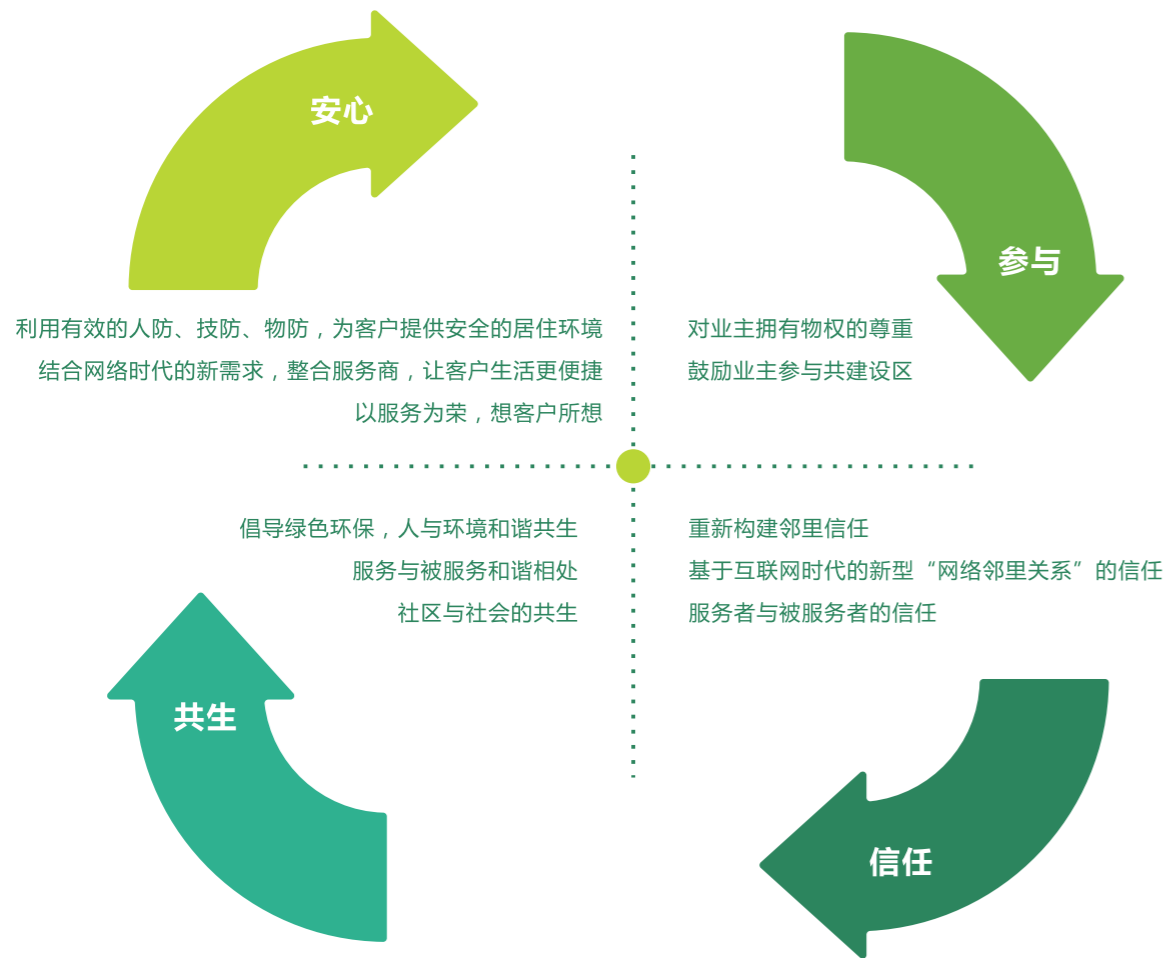 安心
利用有效的人防、技防、物防，为客户提供安全的居住环境
结合网络时代的新需求，整合服务商，让客户生活更便捷
以服务为荣，想客户所想
参与
对业主拥有物权的尊重
鼓励业主参与共建设区
倡导绿色环保，人与环境和谐共生
服务与被服务和谐相处
社区与社会的共生
共生
重新构建邻里信任
基于互联网时代的新型“网络邻里关系”的信任
服务者与被服务者的信任
信任